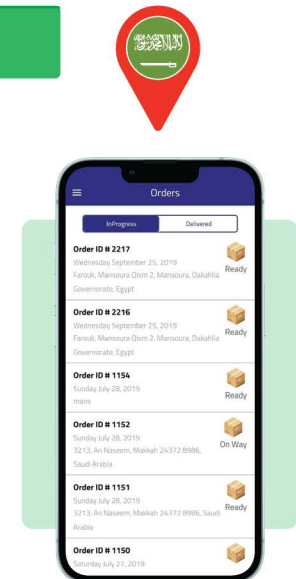 Orders
InProgress
Delivered
Order ID # 2217
Wednesday September 25, 2019
Farouk, Mansoura Qism 2, Mansoura, Dakahlia
Governorate, Egypt
Ready
Order ID # 2216
Wednesday September 25, 2019
Farouk, Mansoura Qism 2, Mansoura, Dakahlia
Governorate, Egypt
Ready
Order ID # 1154
Sunday July 28, 2019
mans
Ready
Order ID # 1152
Sunday July 28, 2019
3213, An Naseem, Makkah 24372 8986,
Saudi Arabia
On Way
Order ID # 1151
Sunday July 28, 2019
3213, An Naseem, Makkah 24372 8986, Saudi
Arabia
Ready
Order ID # 1150
Saturday July 27, 2019